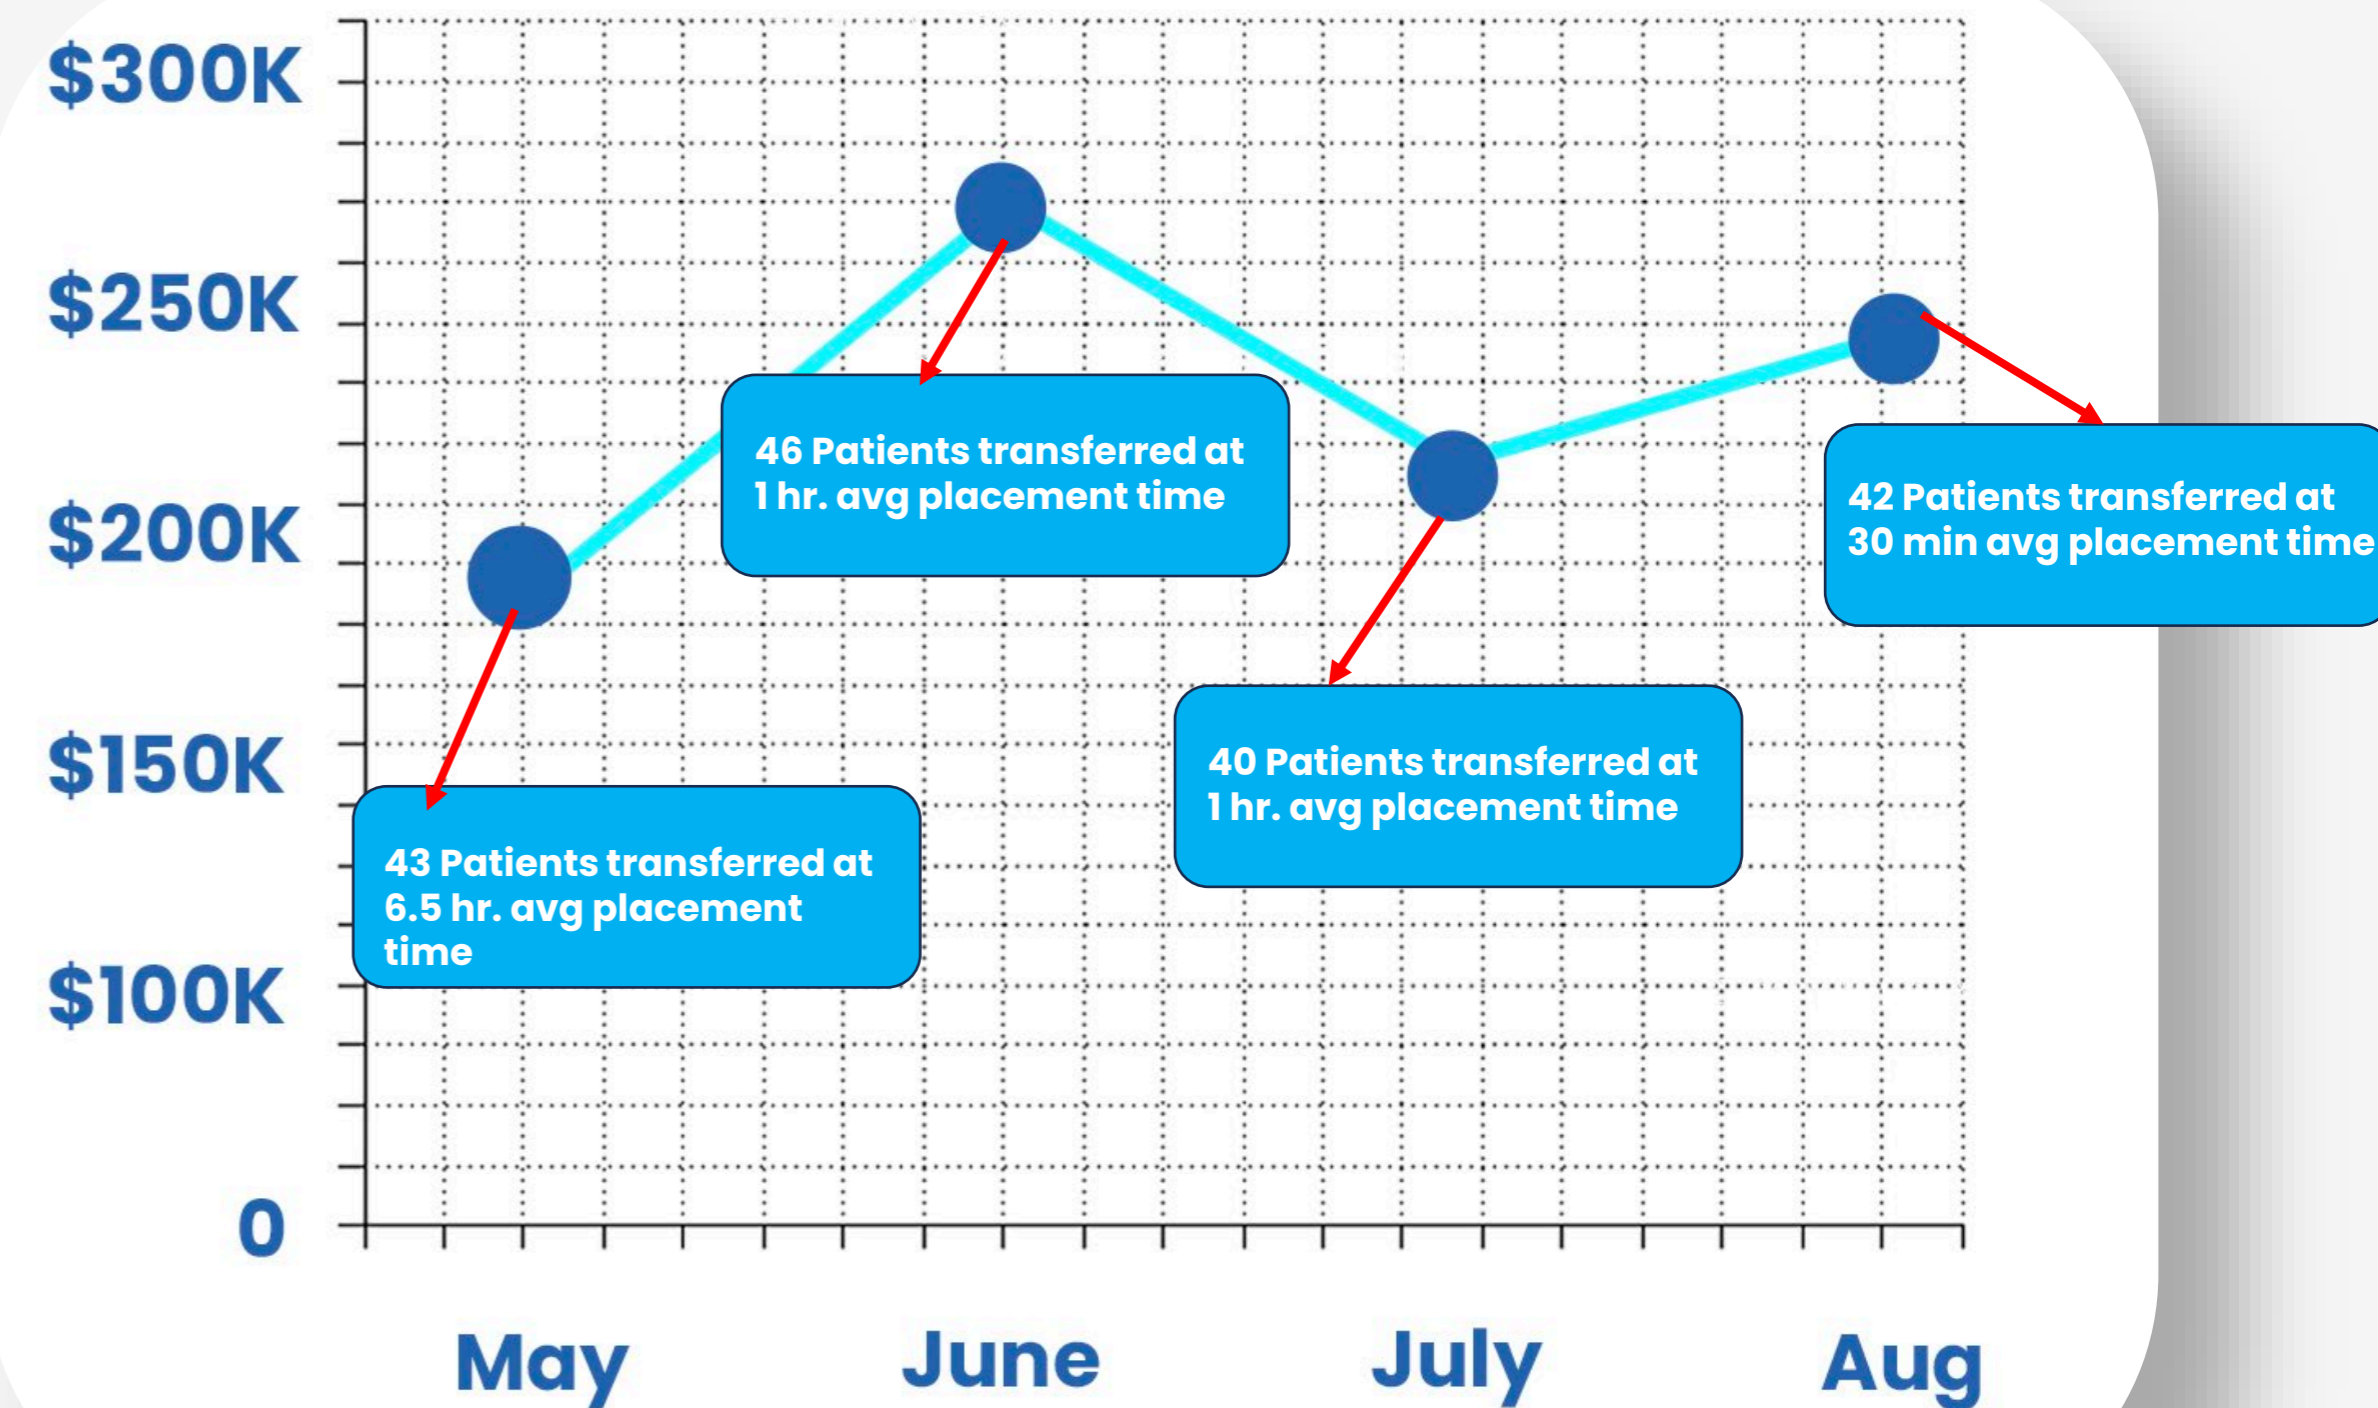 $300K
$250K
$200K
$150K
$100K
0
46 Patients transferred at
1 hr. avg placement time
42 Patients transferred at
30 min avg placement time
40 Patients transferred at
1 hr. avg placement time
43 Patients transferred at
6.5 hr. avg placement
time
May
June
July
Aug